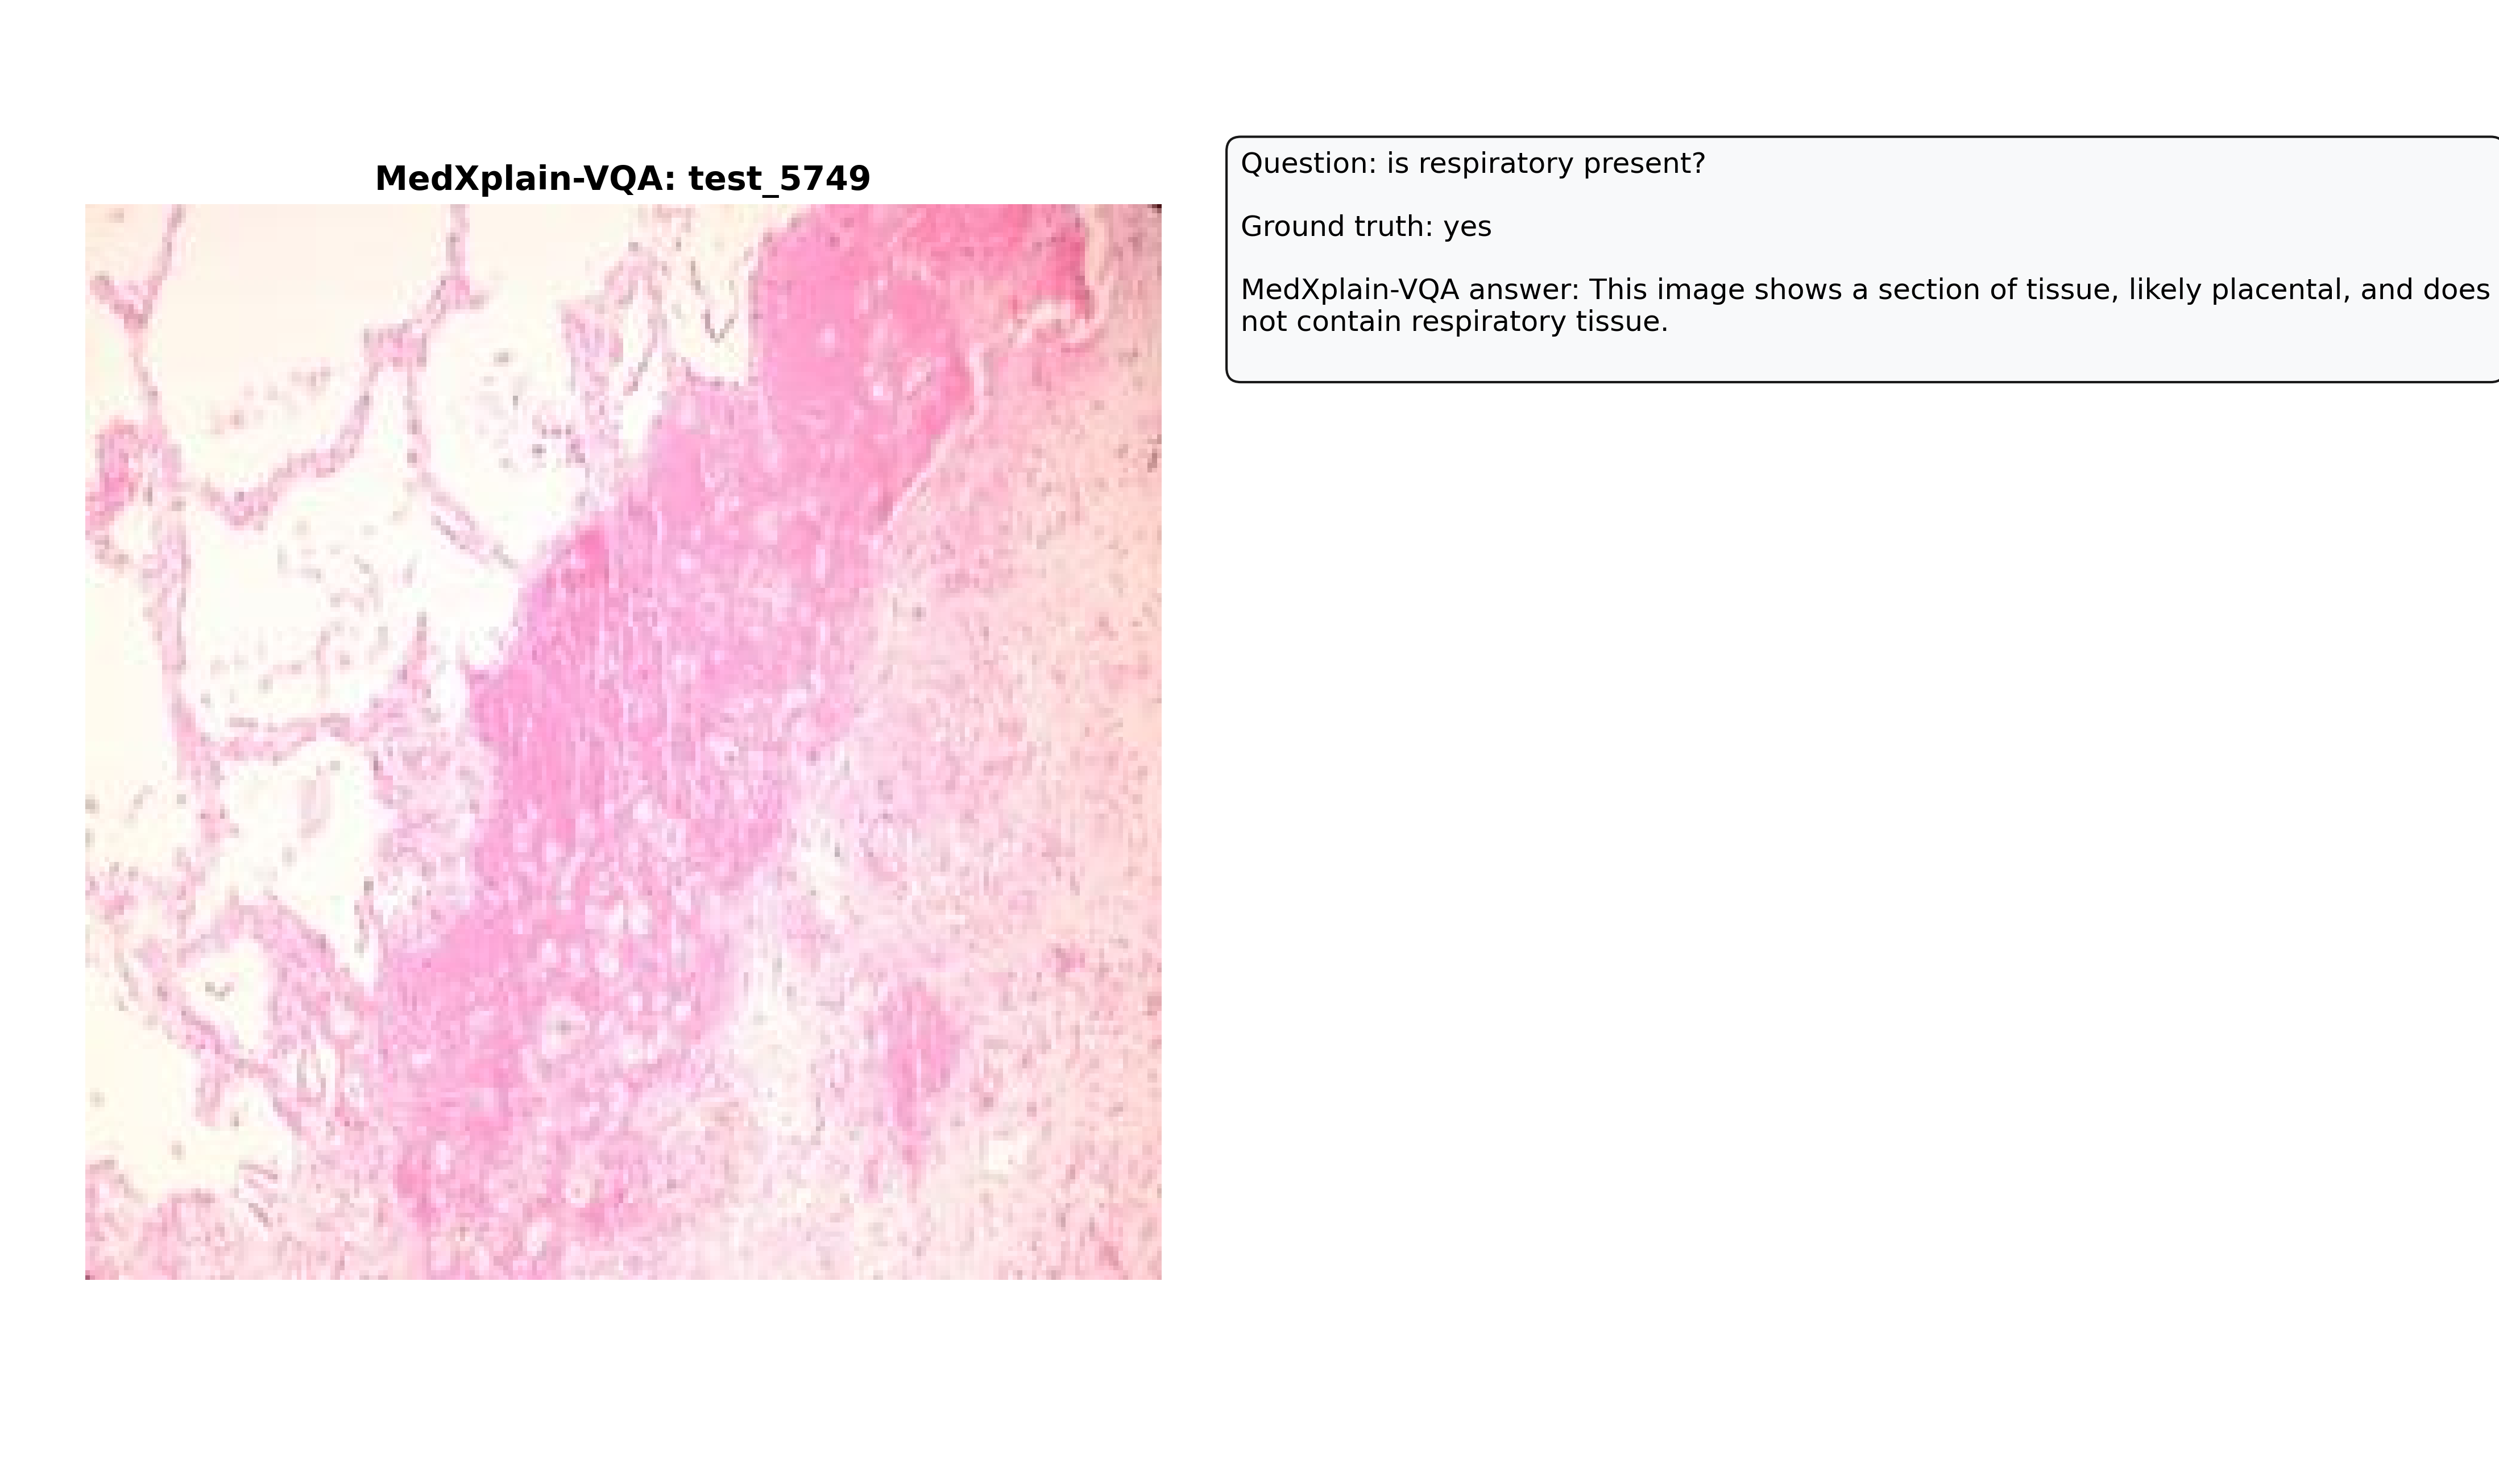 MedXplain-VQA: test_5749
Question: is respiratory present?
Ground truth: yes
MedXplain-VQA answer: This image shows a section of tissue, likely placental, and does
not contain respiratory tissue.